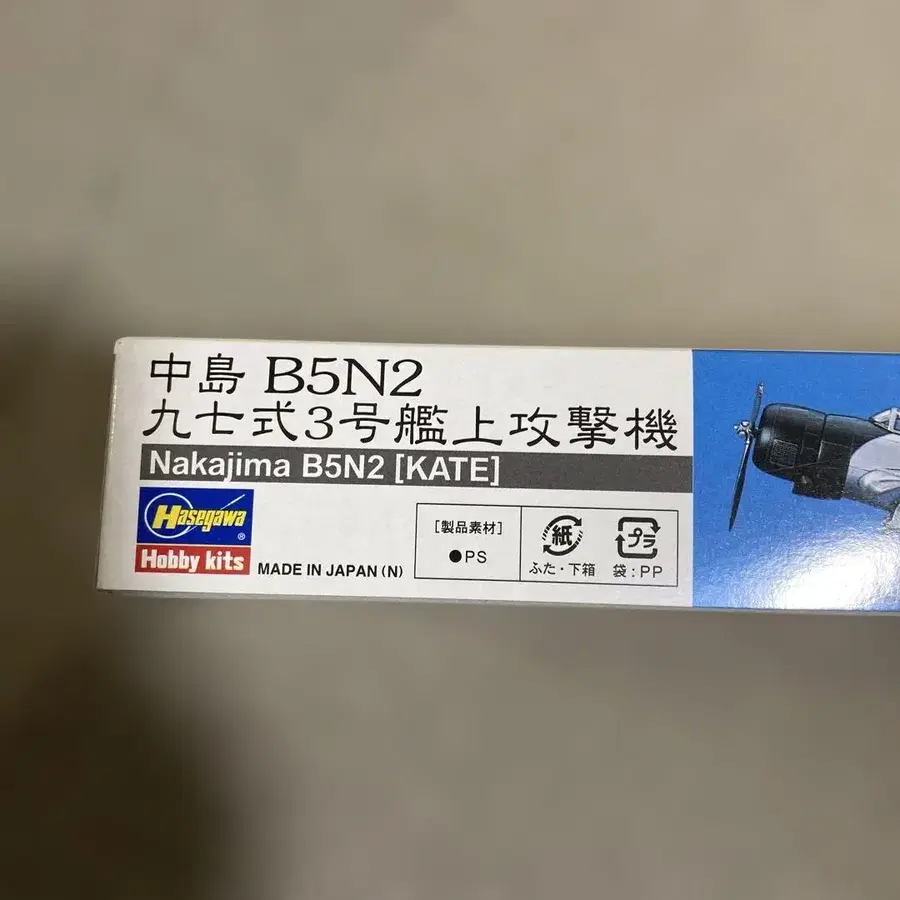 中島 B5N2
九七式3号艦上攻撃機
Nakajima B5N2 [KATE]
Hasegawa
®
Hobby kits
MADE IN JAPAN (N)
[製品素材]
●PS
紙
ふた・下箱
プラ
袋:PP